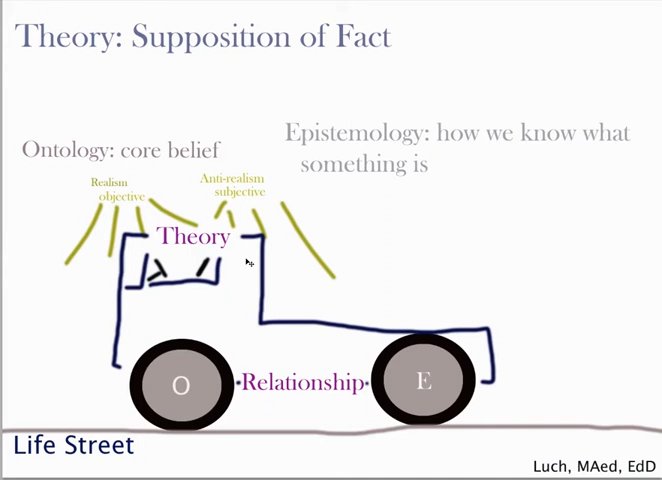 Theory: Supposition of Fact
Epistemology: how we know what
something is
Ontology: core belief
Realism
objective
Anti-realism
subjective
Theory
O
Relationship
E
Life Street
Luch, MAed, EdD